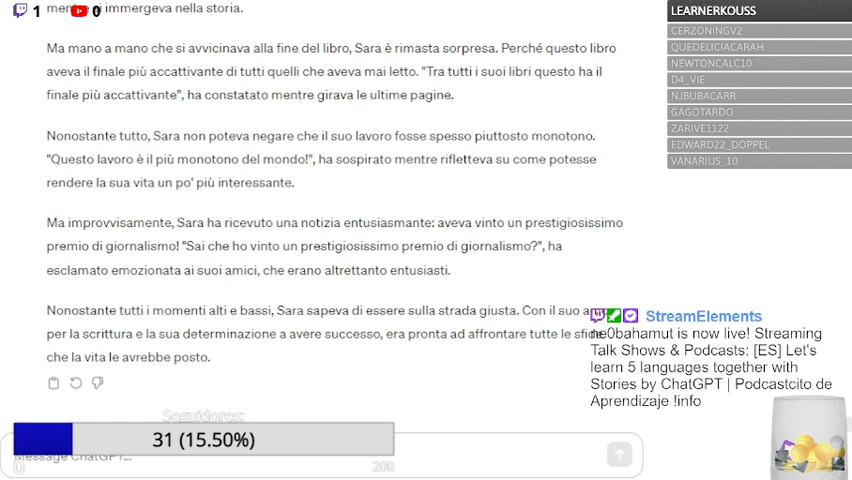 1 0
mentre si immergeva nella storia.
Ma mano a mano che si avvicinava alla fine del libro, Sara è rimasta sorpresa. Perché questo libro
aveva il finale più accattivante di tutti quelli che aveva mai letto. "Tra tutti i suoi libri questo ha il
finale più accattivante", ha constatato mentre girava le ultime pagine.
Nonostante tutto, Sara non poteva negare che il suo lavoro fosse spesso piuttosto monotono.
"Questo lavoro è il più monotono del mondo!", ha sospirato mentre rifletteva su come potesse
rendere la sua vita un po' più interessante.
Ma improvvisamente, Sara ha ricevuto una notizia entusiasmante: aveva vinto un prestigiosissimo
premio di giornalismo! "Sai che ho vinto un prestigiosissimo premio di giornalismo?", ha
esclamato emozionata ai suoi amici, che erano altrettanto entusiasti.
Nonostante tutti i momenti alti e bassi, Sara sapeva di essere sulla strada giusta. Con il suo
per la scrittura e la sua determinazione a avere successo, era pronta ad affrontare tutte le sfide
che la vita le avrebbe posto.
Seguidores:
31 (15.50%)
Message ChatGPT...
0 200
LEARNERKOUSS
CERZONINGV2
QUEDELICIACARAH
NEWTONCALC10
D4_VIE
NJBUBACARR
GAGOTARDO
ZARIVE1122
EDWARD22_DOPPEL
VANARIUS_10
StreamElements
ne0bahamut is now live! Streaming
Talk Shows & Podcasts: [ES] Let's
learn 5 languages together with
Stories by ChatGPT | Podcastcito de
Aprendizaje !info